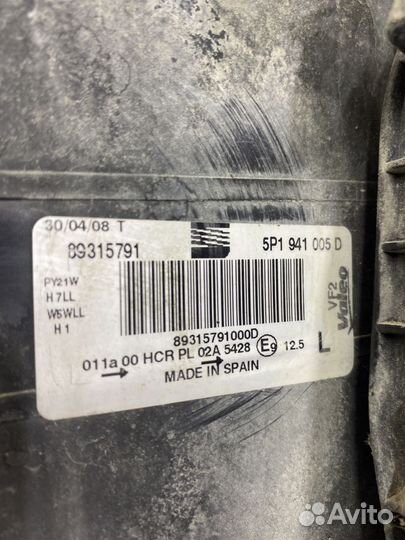 30/04/08 T
89315791
5P1 941 005 D
PY21W
H7LL
W5WLL
H1
89315791000D
011a 00 HCR PL 02A 5428 E9 12.5
MADE IN SPAIN
L
VF2
Valeo
Avito